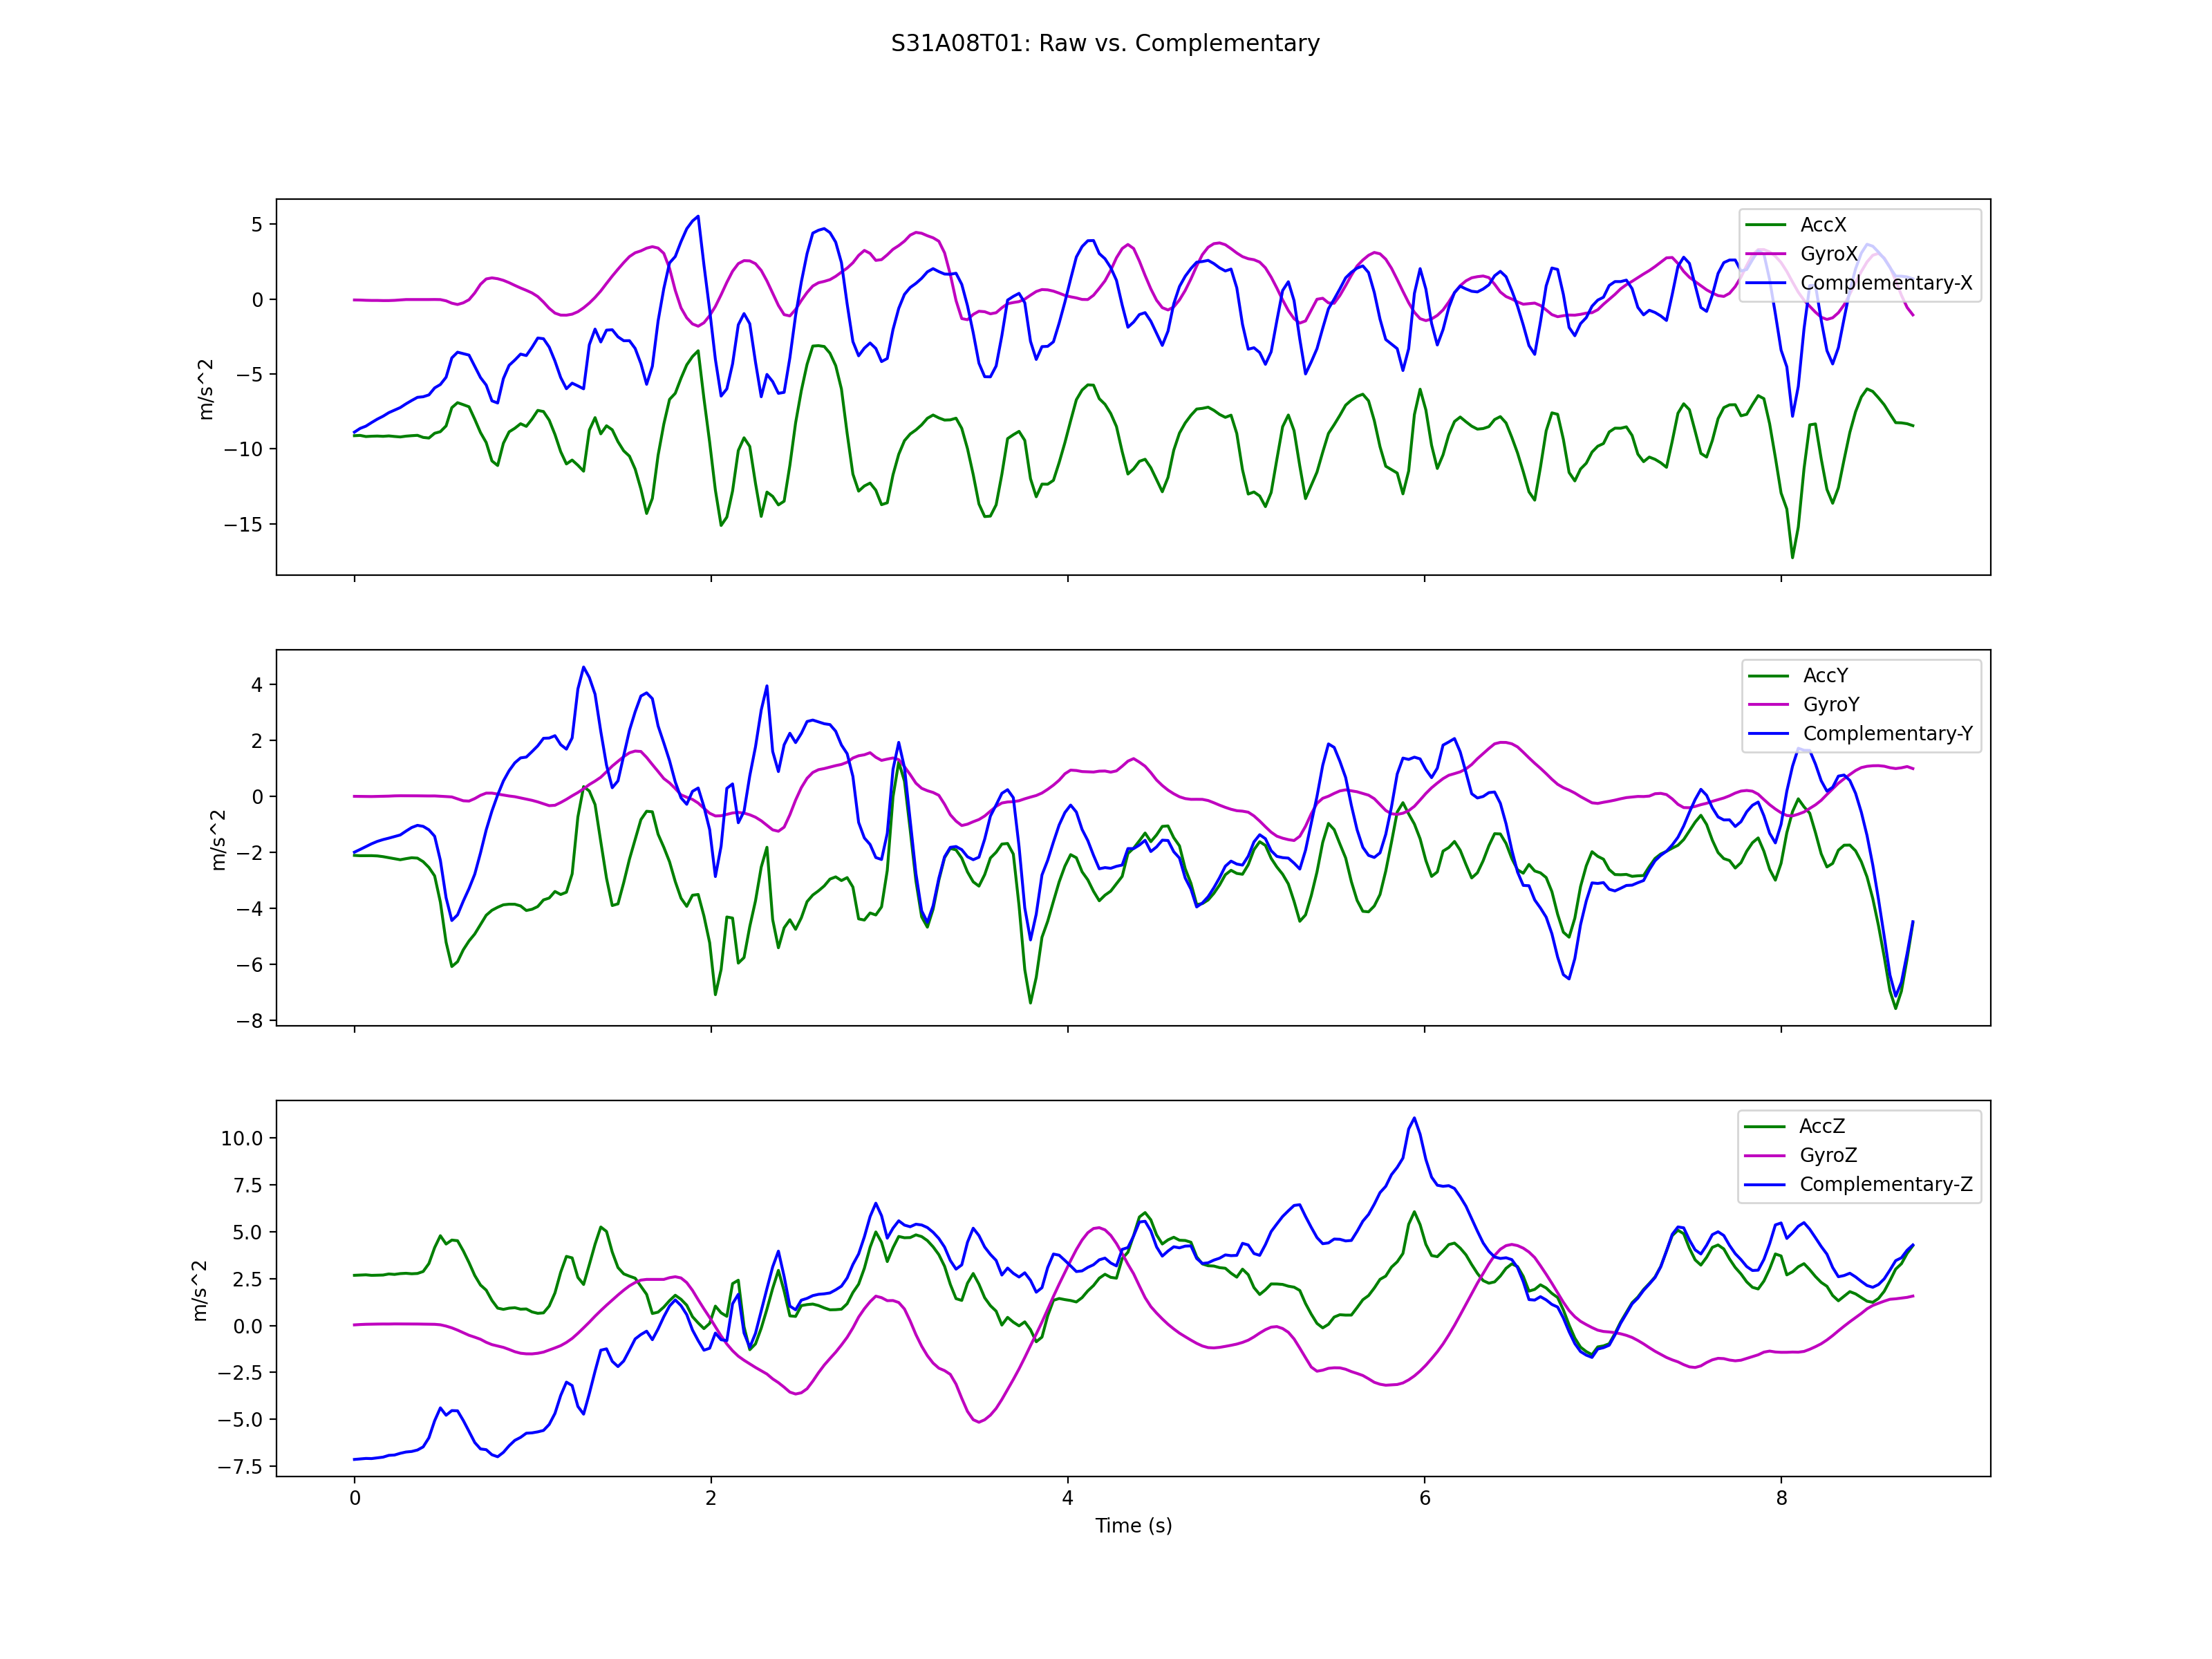 S31A08T01: Raw vs. Complementary
5
0
−5
−10
−15
m/s^2
AccX
GyroX
Complementary-X
4
2
0
−2
−4
−6
−8
m/s^2
AccY
GyroY
Complementary-Y
10.0
7.5
5.0
2.5
0.0
−2.5
−5.0
−7.5
m/s^2
AccZ
GyroZ
Complementary-Z
0 2 4 6 8
Time (s)